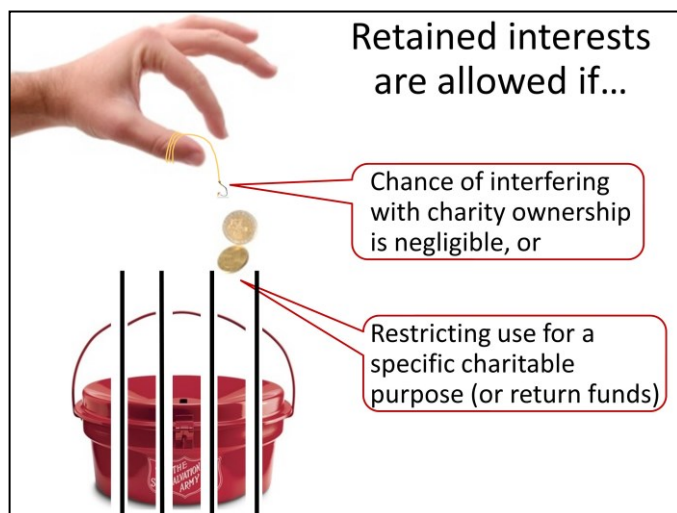 Retained interests
are allowed if…
Chance of interfering
with charity ownership
is negligible, or
Restricting use for a
specific charitable
purpose (or return funds)
THE
SALVATION
ARMY